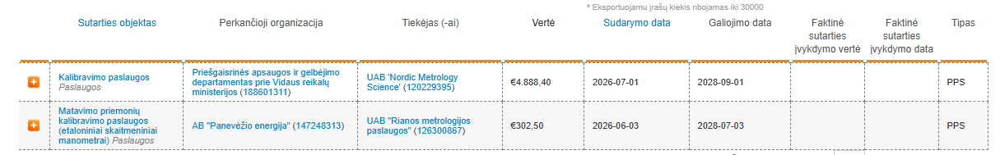 * Eksportuojamu įrašų kiekis ribojamas iki 30000
Sutarties objektas
Perkančioji organizacija
Tiekėjas (-ai)
Vertė
Sudarymo data
Galiojimo data
Faktinė
sutarties
įvykdymo vertė
Faktinė
sutarties
įvykdymo data
Tipas
Kalibravimo paslaugos
Paslaugos
Priešgaisrinės apsaugos ir gelbėjimo
departamentas prie Vidaus reikalų
ministerijos (188601311)
UAB 'Nordic Metrology
Science' (120229395)
€4.888,40
2026-07-01
2028-09-01
PPS
Matavimo priemonių
kalibravimo paslaugos
(etaloniniai skaitmeniniai
manometrai) Paslaugos
AB "Panevėžio energija" (147248313)
UAB "Rianos metrologijos
paslaugos" (126300867)
€302,50
2026-06-03
2028-07-03
PPS